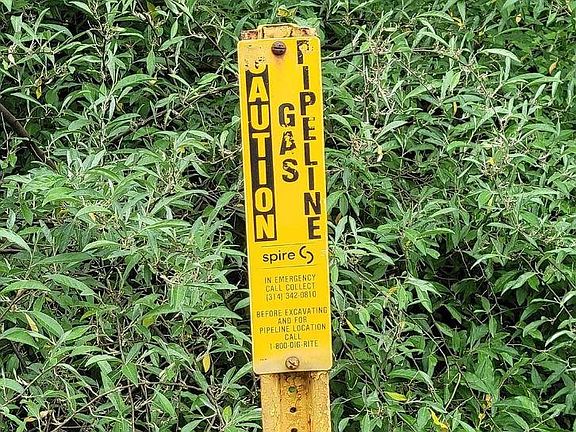 CAUTION
GAS
PIPELINE
spire
IN EMERGENCY
CALL COLLECT
(314) 342-0810
BEFORE EXCAVATING
AND FOR
PIPELINE LOCATION
CALL
1-800-DIG-RITE